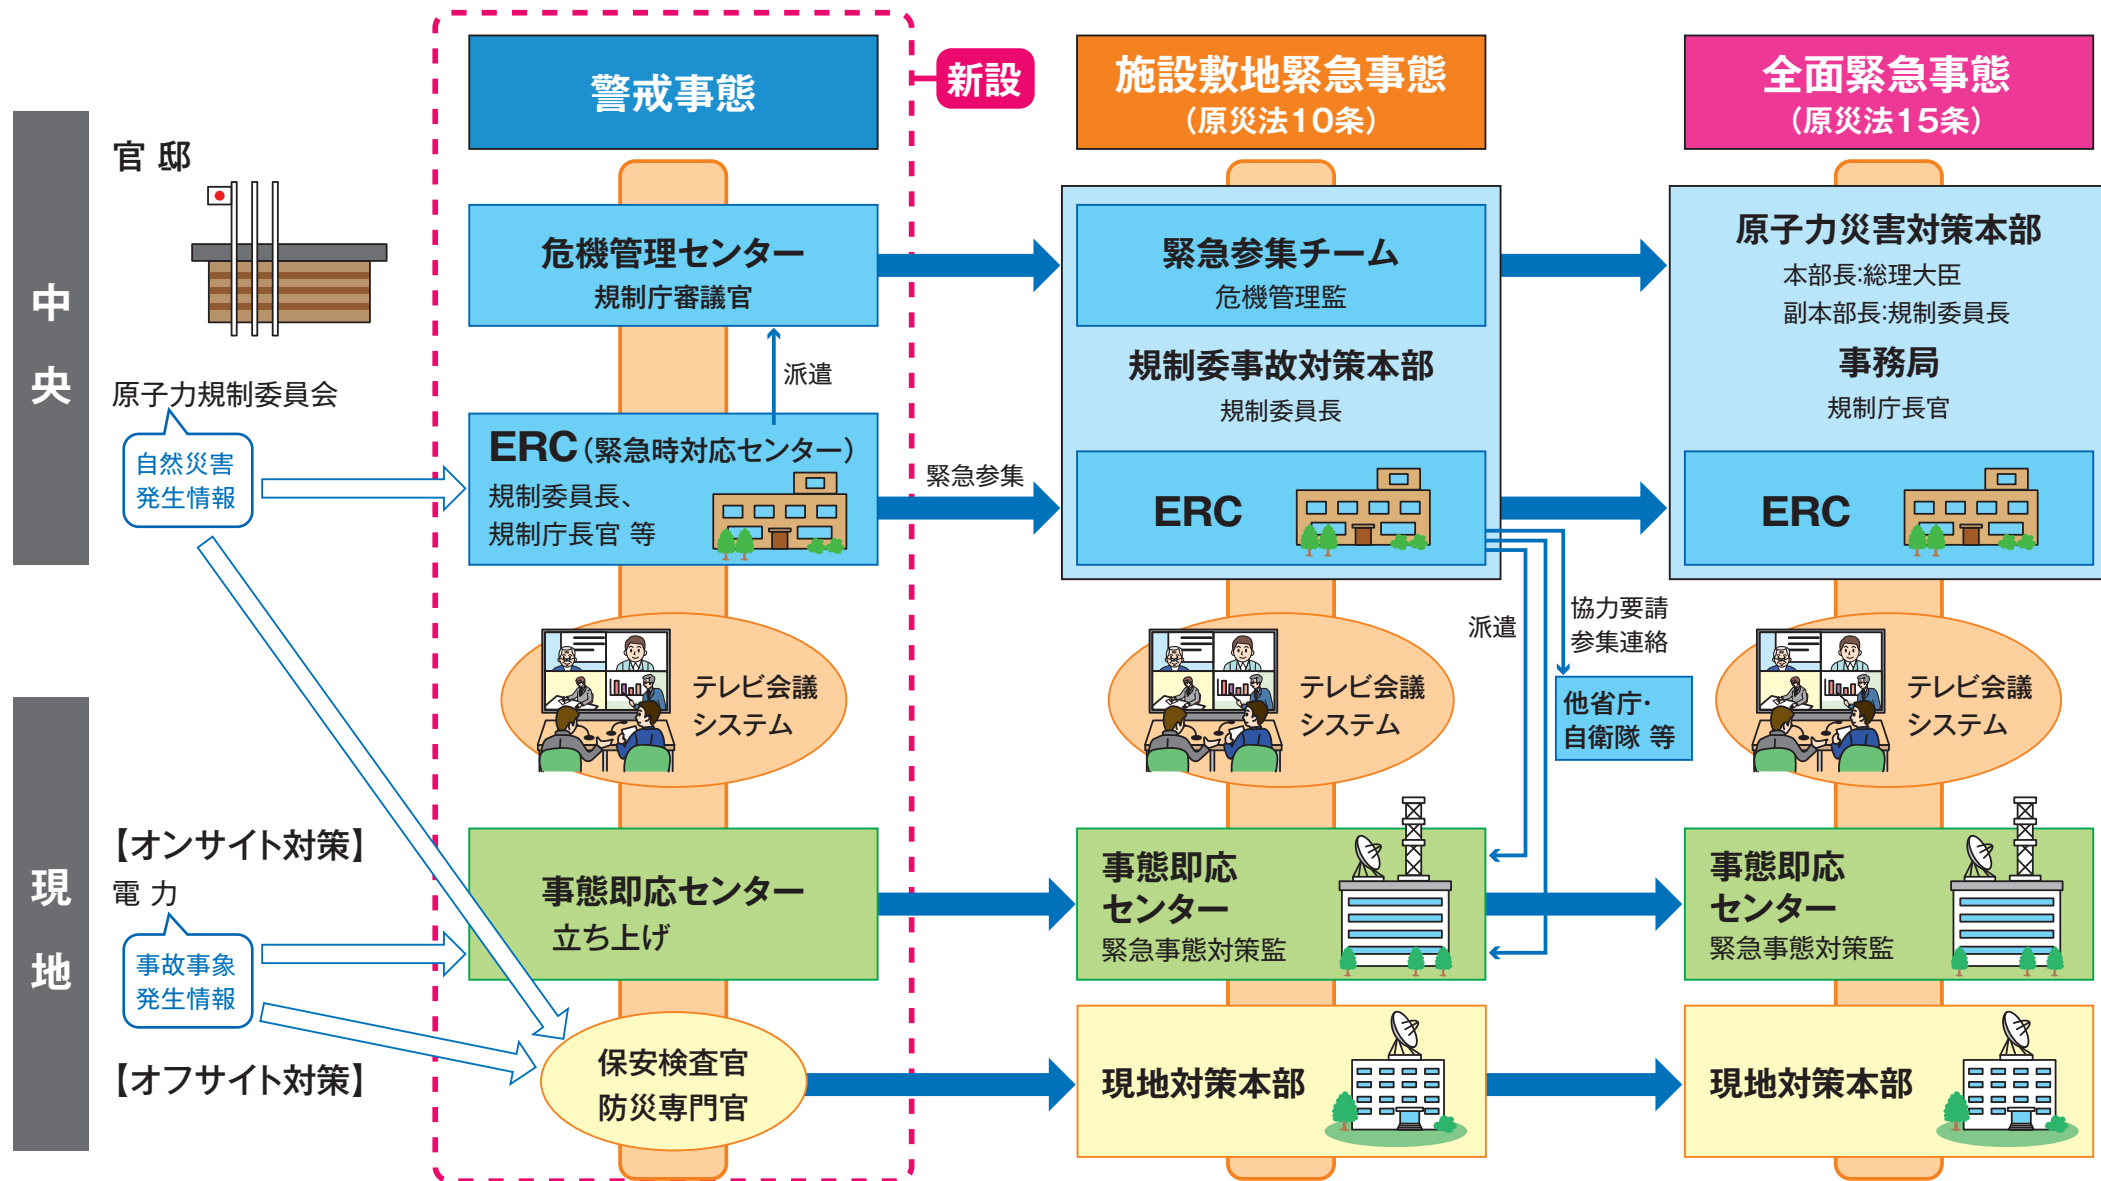 警戒事態
新設
施設敷地緊急事態
（原災法10条）
全面緊急事態
（原災法15条）
中央
官 邸
危機管理センター
規制庁審議官
派遣
原子力規制委員会
自然災害
発生情報
ERC（緊急時対応センター）
規制委員長、
規制庁長官 等
緊急参集
緊急参集チーム
危機管理監
規制委事故対策本部
規制委員長
ERC
原子力災害対策本部
本部長:総理大臣
副本部長:規制委員長
事務局
規制庁長官
ERC
テレビ会議
システム
テレビ会議
システム
派遣
協力要請
参集連絡
他省庁・
自衛隊 等
テレビ会議
システム
現地
【オンサイト対策】
電 力
事故事象
発生情報
【オフサイト対策】
事態即応センター
立ち上げ
事態即応
センター
緊急事態対策監
事態即応
センター
緊急事態対策監
保安検査官
防災専門官
現地対策本部
現地対策本部